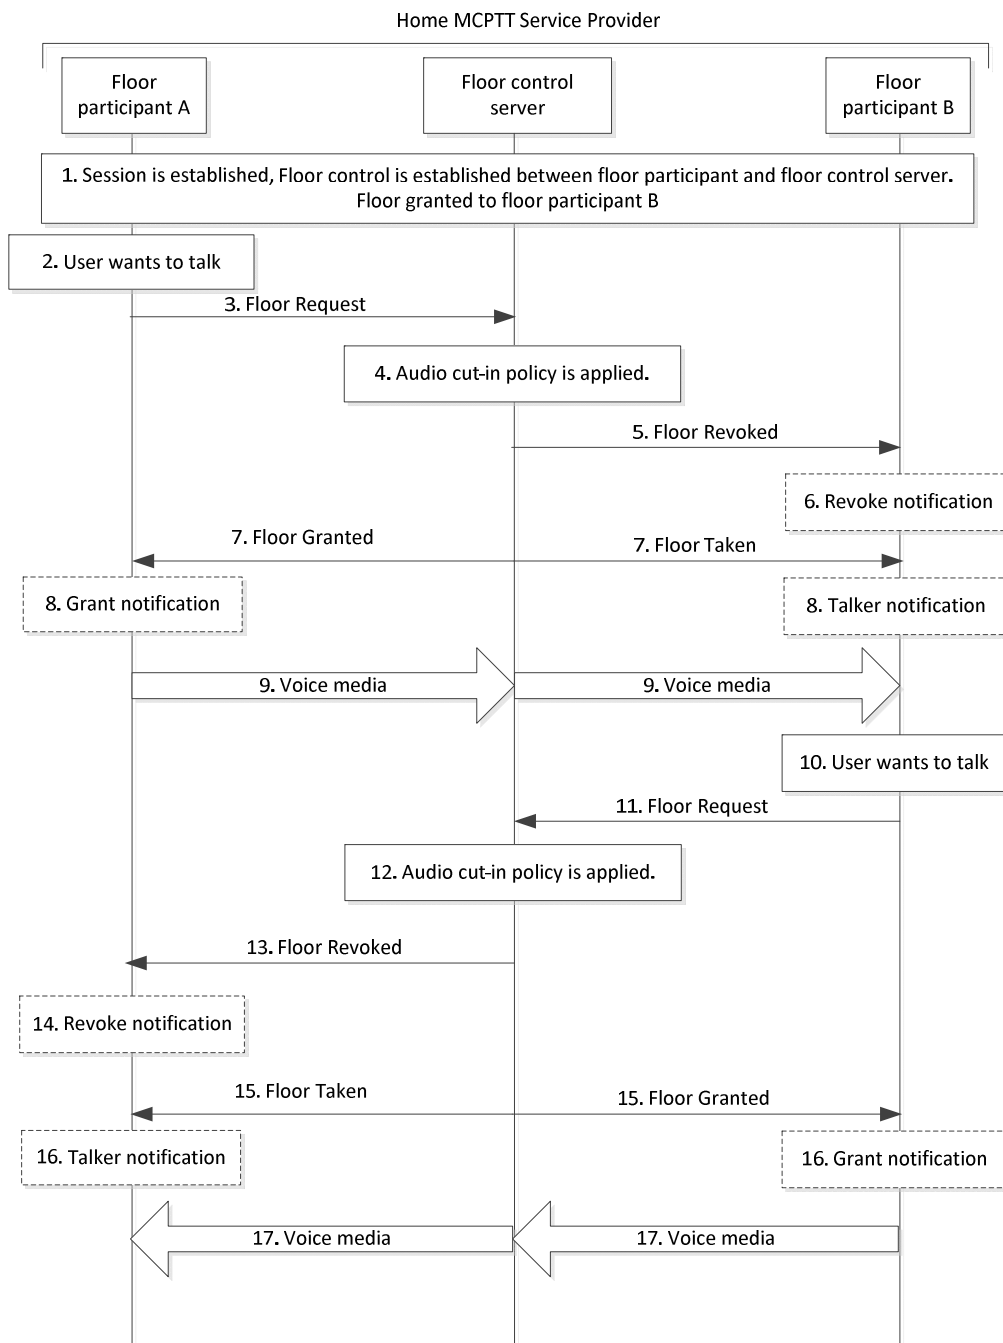 Home MCPTT Service Provider
Floor
participant A
Floor control
server
Floor
participant B
1. Session is established, Floor control is established between floor participant and floor control server.
Floor granted to floor participant B
2. User wants to talk
3. Floor Request
4. Audio cut-in policy is applied.
5. Floor Revoked
6. Revoke notification
7. Floor Granted
7. Floor Taken
8. Grant notification
8. Talker notification
9. Voice media
9. Voice media
10. User wants to talk
11. Floor Request
12. Audio cut-in policy is applied.
13. Floor Revoked
14. Revoke notification
15. Floor Taken
15. Floor Granted
16. Talker notification
16. Grant notification
17. Voice media
17. Voice media